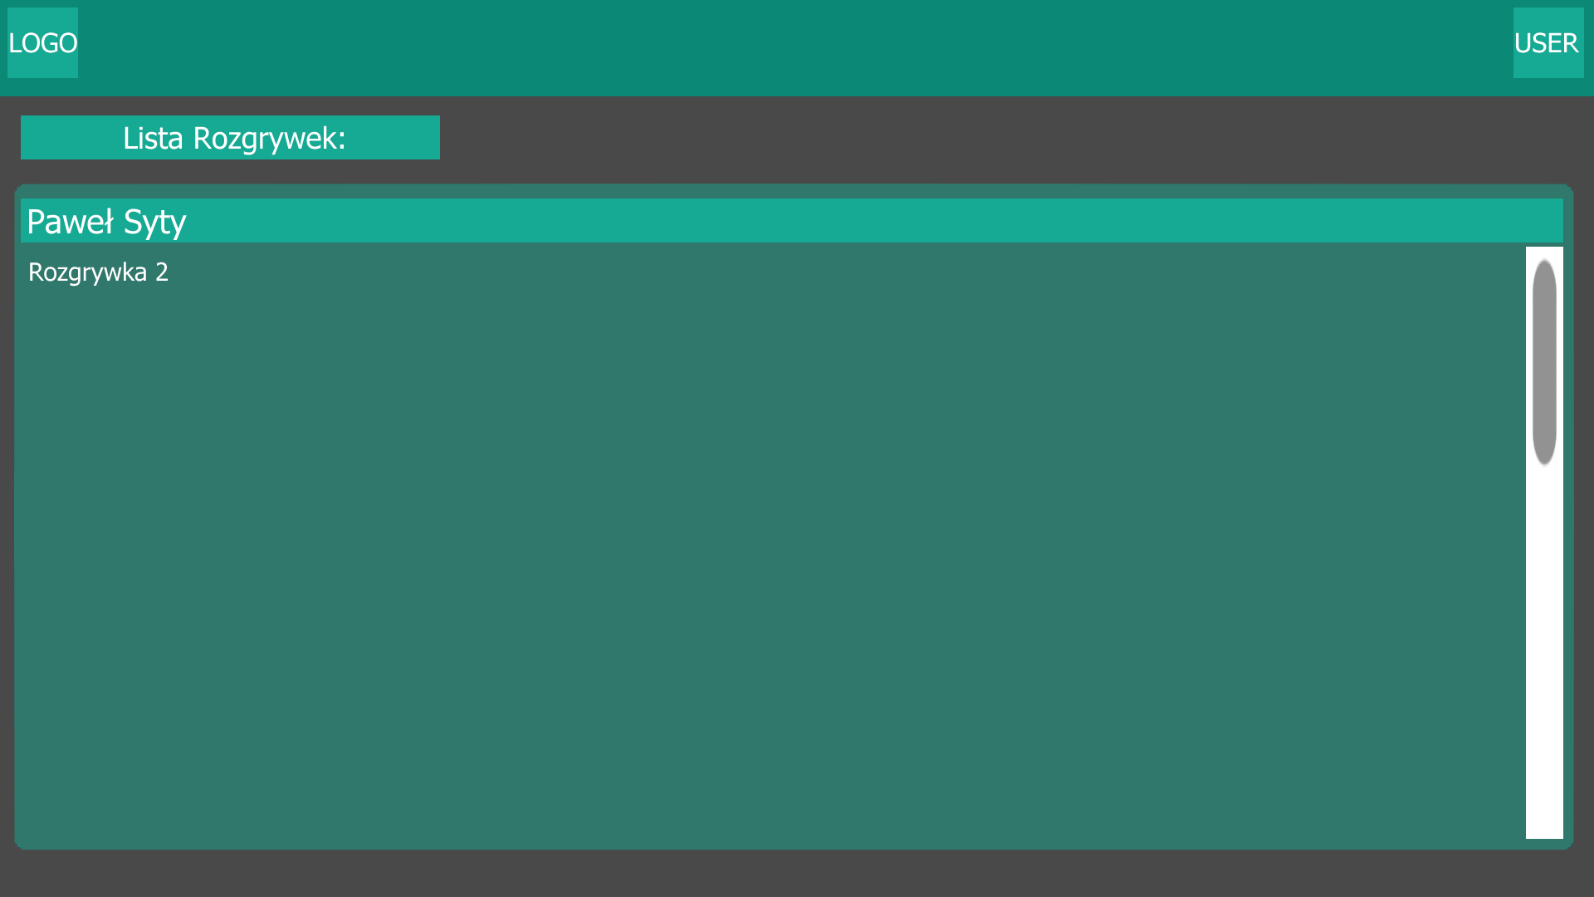 LOGO
USER
Lista Rozgrywek:
Paweł Syty
Rozgrywka 2